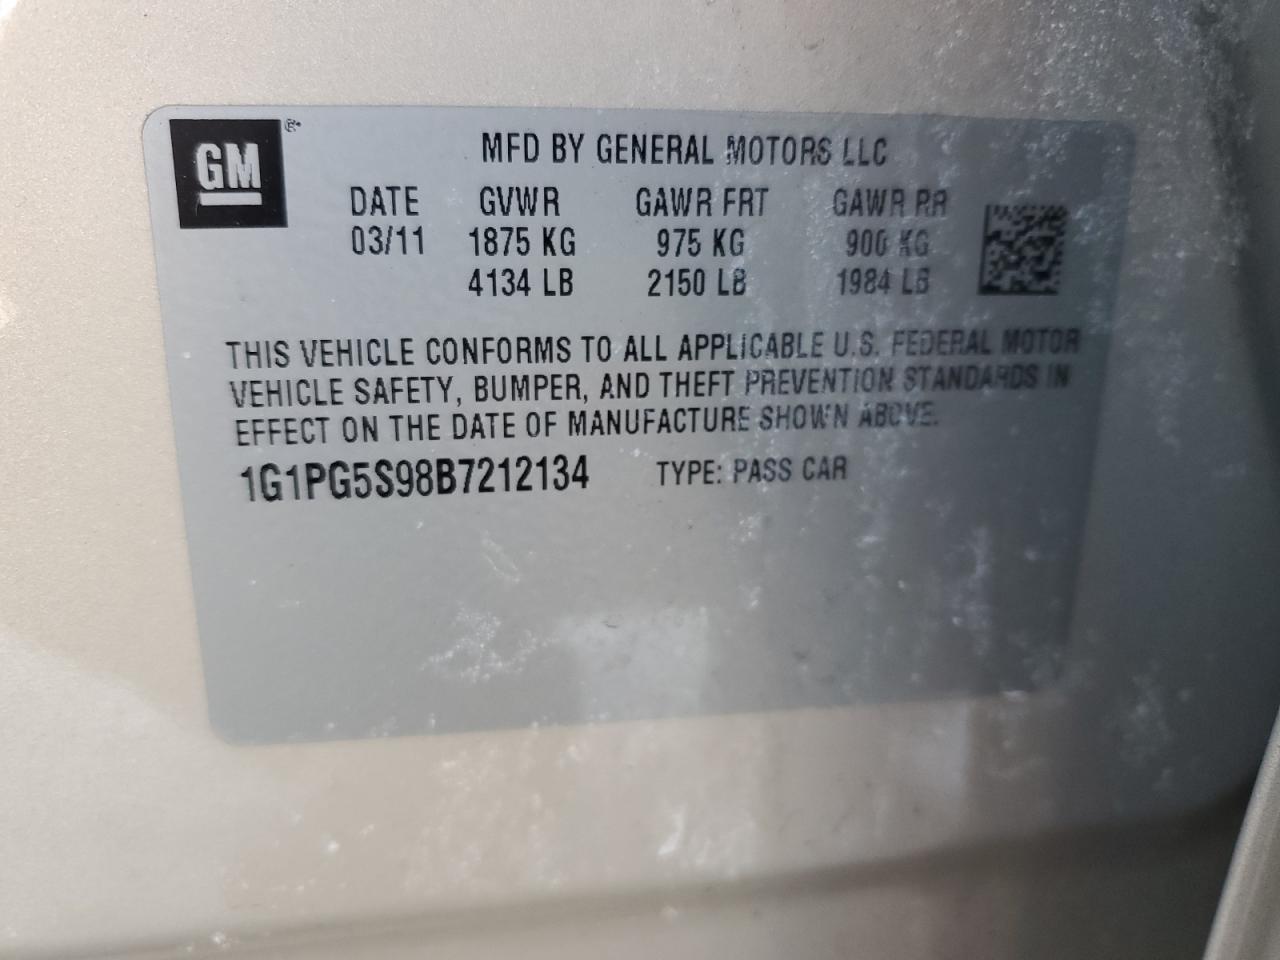 GM ®
MFD BY GENERAL MOTORS LLC
DATE GVWR GAWR FRT GAWR RR
03/11 1875 KG 975 KG 900 KG
4134 LB 2150 LB 1984 LB
THIS VEHICLE CONFORMS TO ALL APPLICABLE U.S. FEDERAL MOTOR
VEHICLE SAFETY, BUMPER, AND THEFT PREVENTION STANDARDS IN
EFFECT ON THE DATE OF MANUFACTURE SHOWN ABOVE.
1G1PG5S98B7212134 TYPE: PASS CAR